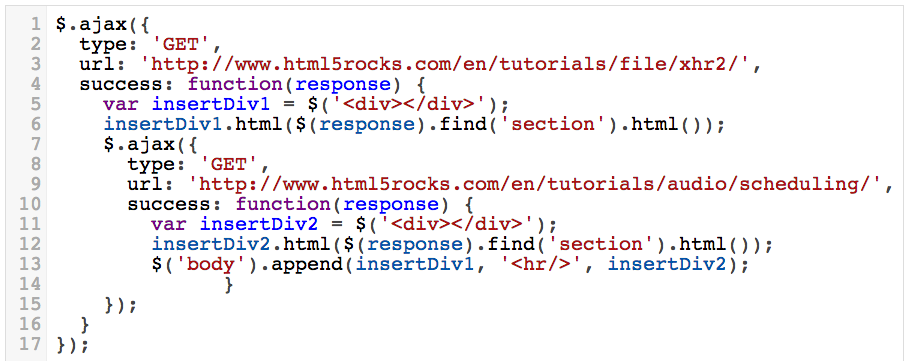 1 $.ajax({
2   type: 'GET',
3   url: 'http://www.html5rocks.com/en/tutorials/file/xhr2/',
4   success: function(response) {
5     var insertDiv1 = $('<div></div>');
6     insertDiv1.html($(response).find('section').html());
7     $.ajax({
8       type: 'GET',
9       url: 'http://www.html5rocks.com/en/tutorials/audio/scheduling/',
10       success: function(response) {
11         var insertDiv2 = $('<div></div>');
12         insertDiv2.html($(response).find('section').html());
13         $('body').append(insertDiv1, '<hr/>', insertDiv2);
14               }
15     });
16   }
17 });